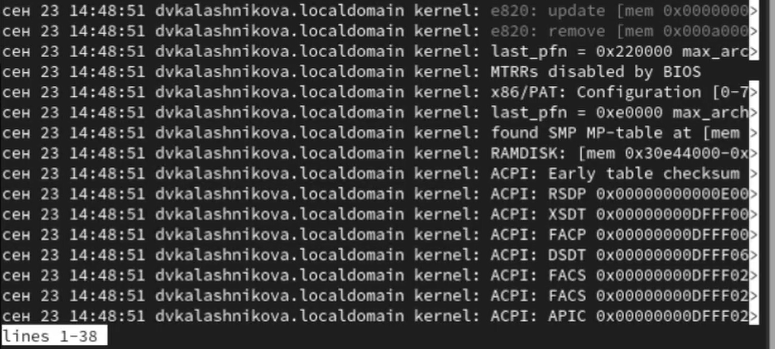 сен 23 14:48:51 dvkalashnikova.localdomain kernel: e820: update [mem 0x0000000>
сен 23 14:48:51 dvkalashnikova.localdomain kernel: e820: remove [mem 0x000a000>
сен 23 14:48:51 dvkalashnikova.localdomain kernel: last_pfn = 0x220000 max_arc>
сен 23 14:48:51 dvkalashnikova.localdomain kernel: MTRRs disabled by BIOS
сен 23 14:48:51 dvkalashnikova.localdomain kernel: x86/PAT: Configuration [0-7>
сен 23 14:48:51 dvkalashnikova.localdomain kernel: last_pfn = 0xe0000 max_arch>
сен 23 14:48:51 dvkalashnikova.localdomain kernel: found SMP MP-table at [mem >
сен 23 14:48:51 dvkalashnikova.localdomain kernel: RAMDISK: [mem 0x30e44000-0x>
сен 23 14:48:51 dvkalashnikova.localdomain kernel: ACPI: Early table checksum >
сен 23 14:48:51 dvkalashnikova.localdomain kernel: ACPI: RSDP 0x00000000000E00>
сен 23 14:48:51 dvkalashnikova.localdomain kernel: ACPI: XSDT 0x00000000DFFF00>
сен 23 14:48:51 dvkalashnikova.localdomain kernel: ACPI: FACP 0x00000000DFFF00>
сен 23 14:48:51 dvkalashnikova.localdomain kernel: ACPI: DSDT 0x00000000DFFF06>
сен 23 14:48:51 dvkalashnikova.localdomain kernel: ACPI: FACS 0x00000000DFFF02>
сен 23 14:48:51 dvkalashnikova.localdomain kernel: ACPI: FACS 0x00000000DFFF02>
сен 23 14:48:51 dvkalashnikova.localdomain kernel: ACPI: APIC 0x00000000DFFF02>
lines 1-38